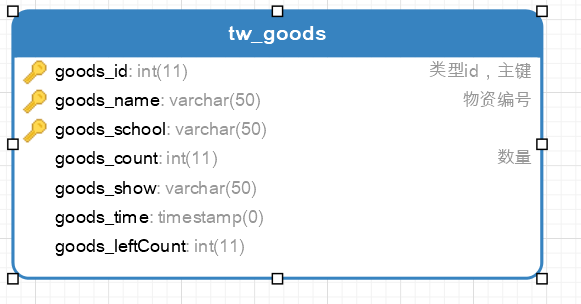 tw_goods
goods_id: int(11) 类型id，主键
goods_name: varchar(50) 物资编号
goods_school: varchar(50)
goods_count: int(11) 数量
goods_show: varchar(50)
goods_time: timestamp(0)
goods_leftCount: int(11)